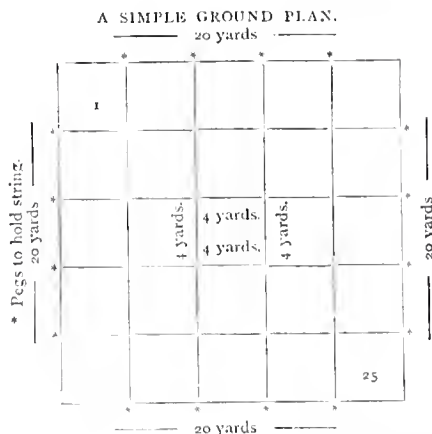 A SIMPLE GROUND PLAN.
20 yards
1
* Pegs to hold string.
20 yards
4 yards.
4 yards.
4 yards.
4 yards.
20 yards
25
20 yards